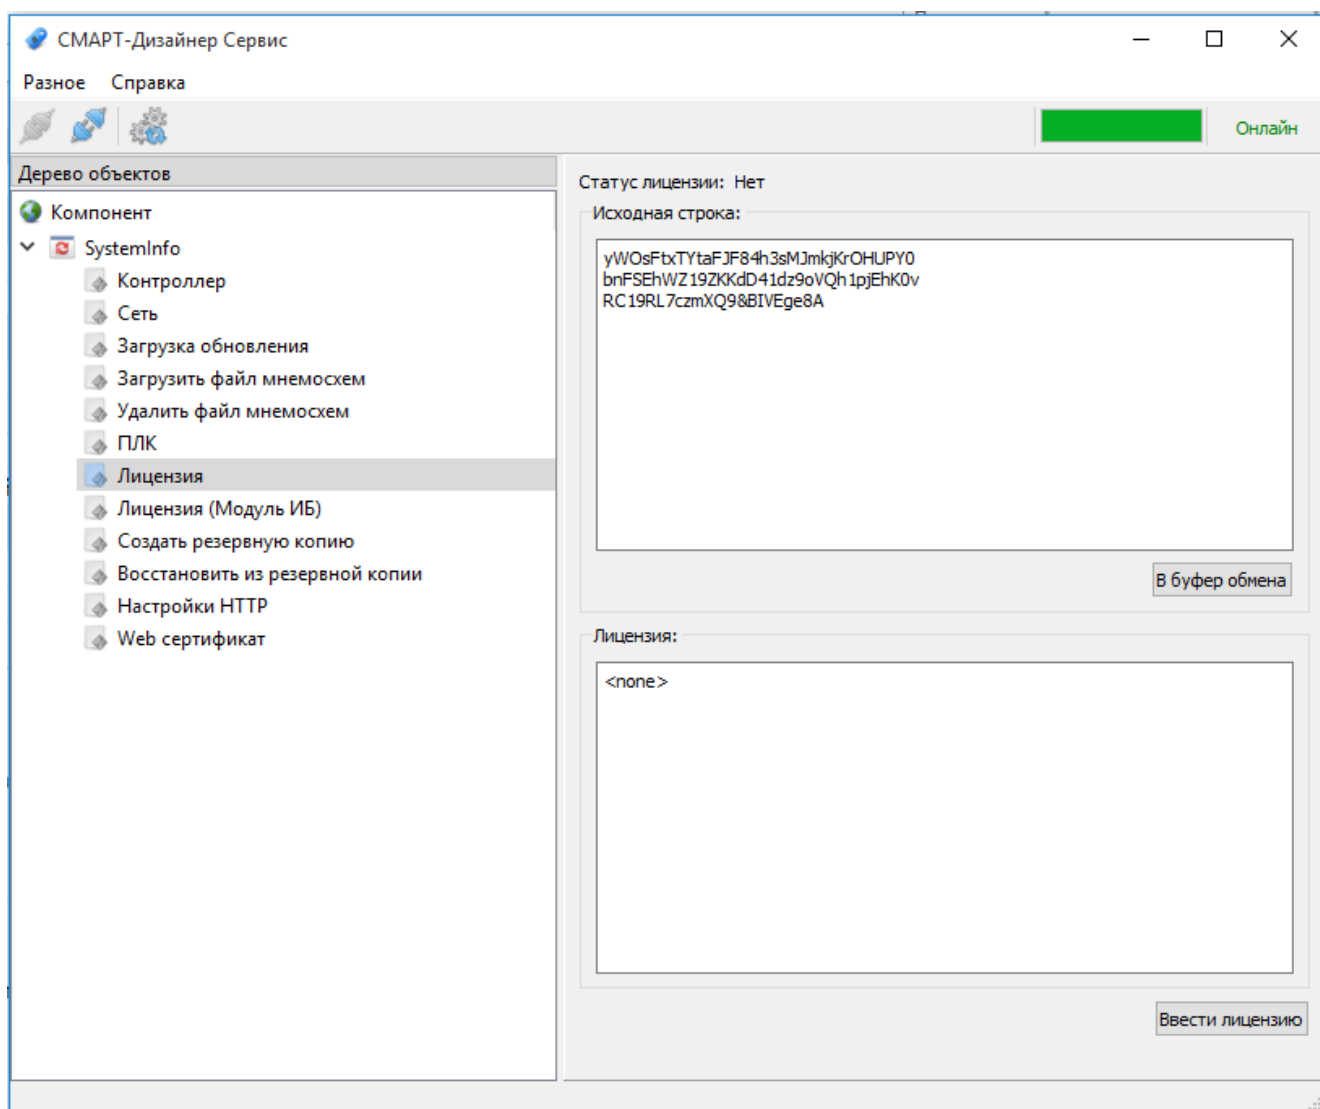 СМАРТ-Дизайнер Сервис
Разное Справка
Онлайн
Дерево объектов
Компонент
SystemInfo
Контроллер
Сеть
Загрузка обновления
Загрузить файл мнемосхем
Удалить файл мнемосхем
ПЛК
Лицензия
Лицензия (Модуль ИБ)
Создать резервную копию
Восстановить из резервной копии
Настройки HTTP
Web сертификат
Статус лицензии: Нет
Исходная строка:
yWOsFtxTYtaFJF84h3sMJmkjKrOHUPY0
bnFSEhWZ19ZKKdD41dz9oVQh1pjEhK0v
RC19RL7czmXQ9&BIVEge8A
В буфер обмена
Лицензия:
<none>
Ввести лицензию